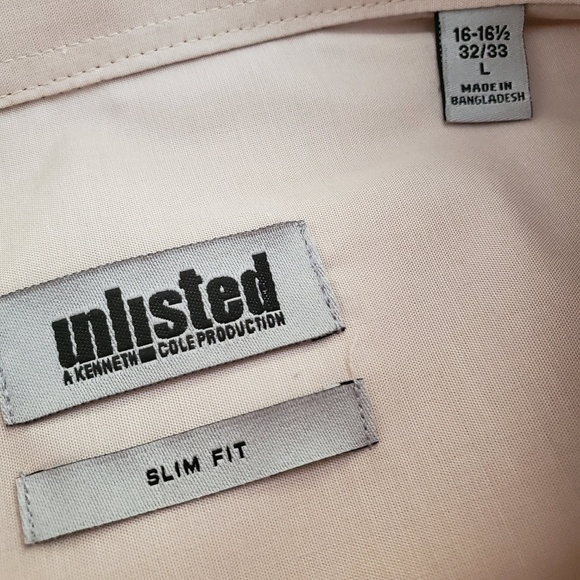 16-16½
32/33
L
MADE IN
BANGLADESH
unlisted
A KENNETH COLE PRODUCTION
SLIM FIT